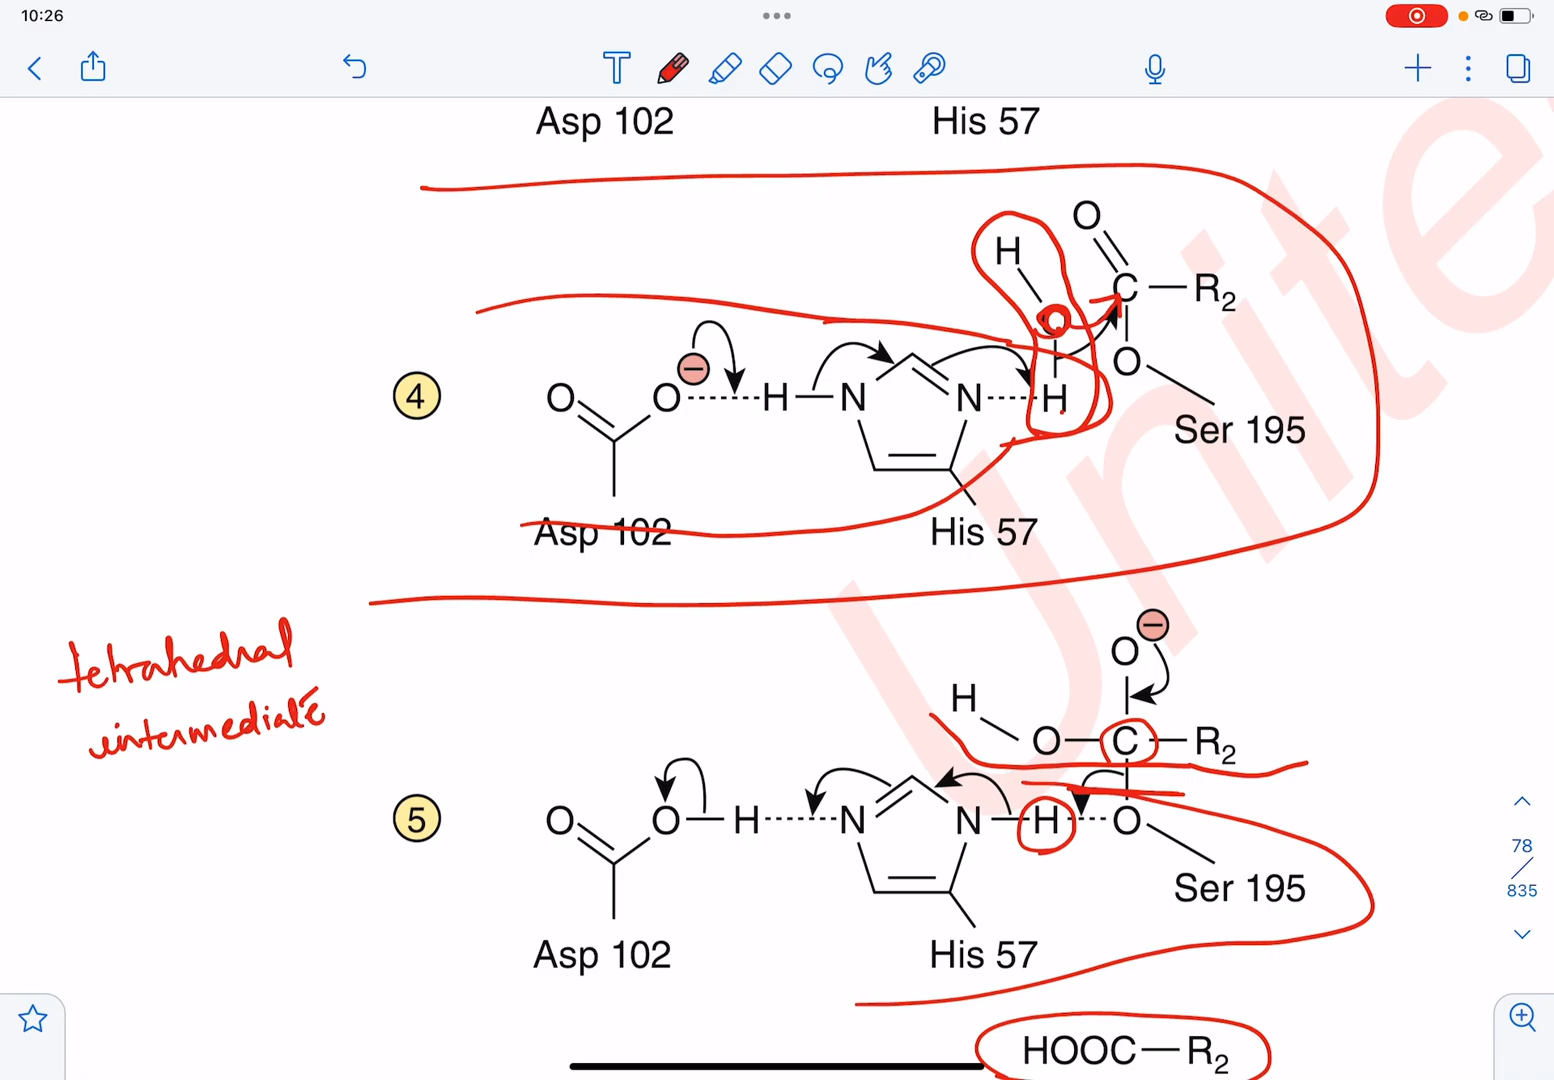 10:26
T
Asp 102 His 57
O
H
C R2
O
O
4 O O H N N H
Ser 195
Asp 102 His 57
tetrahedral
intermediate
O
H
O C R2
5 O O H N N H O
Ser 195
Asp 102 His 57
78
835
HOOC—R2
Unite